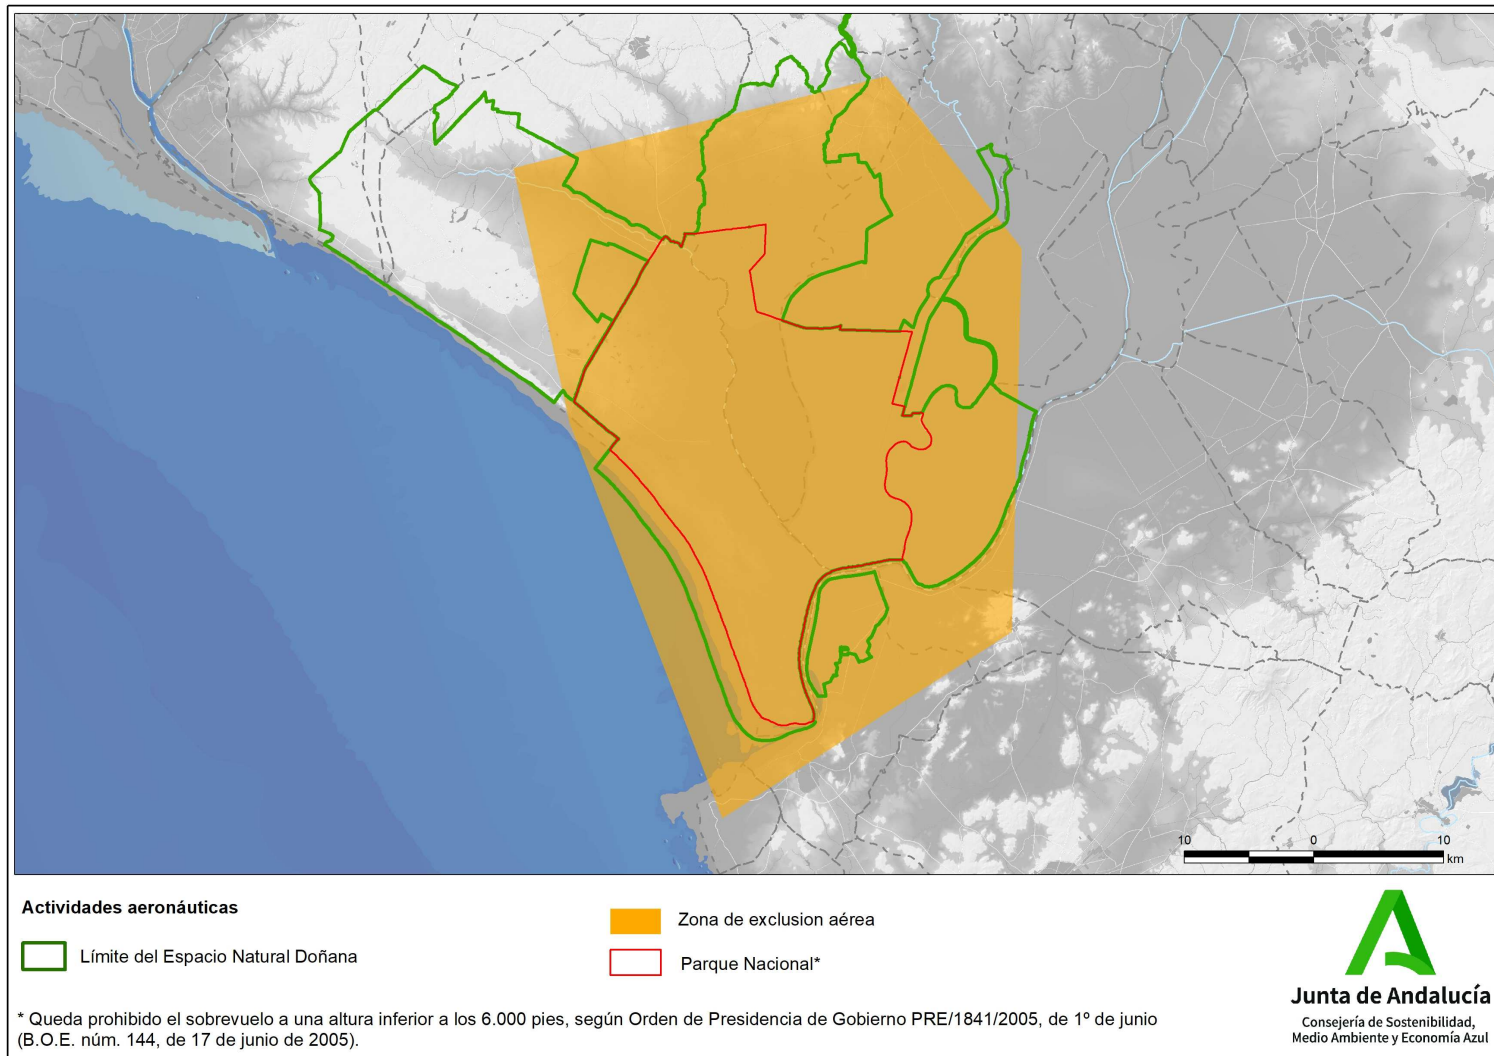 10 0 10
km
Actividades aeronáuticas
Límite del Espacio Natural Doñana
Zona de exclusion aérea
Parque Nacional*
* Queda prohibido el sobrevuelo a una altura inferior a los 6.000 pies, según Orden de Presidencia de Gobierno PRE/1841/2005, de 1º de junio
(B.O.E. núm. 144, de 17 de junio de 2005).
Junta de Andalucía
Consejería de Sostenibilidad,
Medio Ambiente y Economía Azul